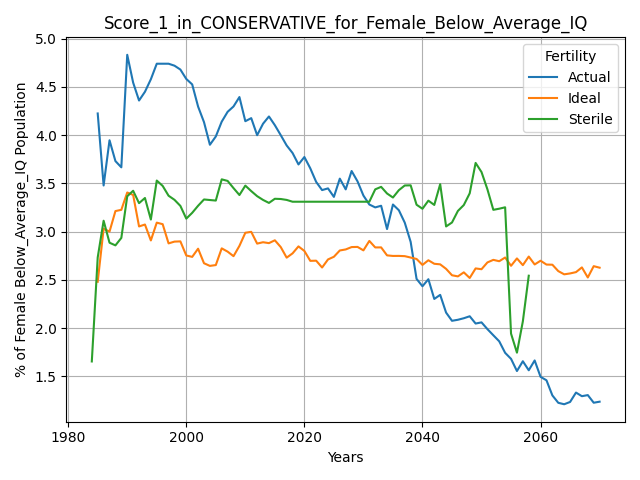 Score_1_in_CONSERVATIVE_for_Female_Below_Average_IQ
% of Female Below_Average_IQ Population
5.0
4.5
4.0
3.5
3.0
2.5
2.0
1.5
Fertility
Actual
Ideal
Sterile
1980 2000 2020 2040 2060
Years